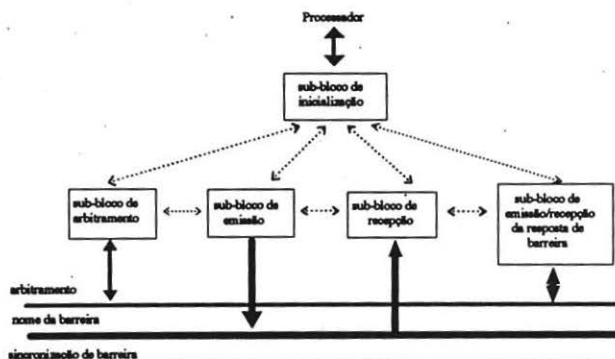 Processador
sub-bloco de
inicialização
sub-bloco de
arbitramento
sub-bloco de
emissão
sub-bloco de
recepção
sub-bloco de
emissão/recepção
da resposta de
barreira
arbitramento
nome da barreira
sincronização de barreira